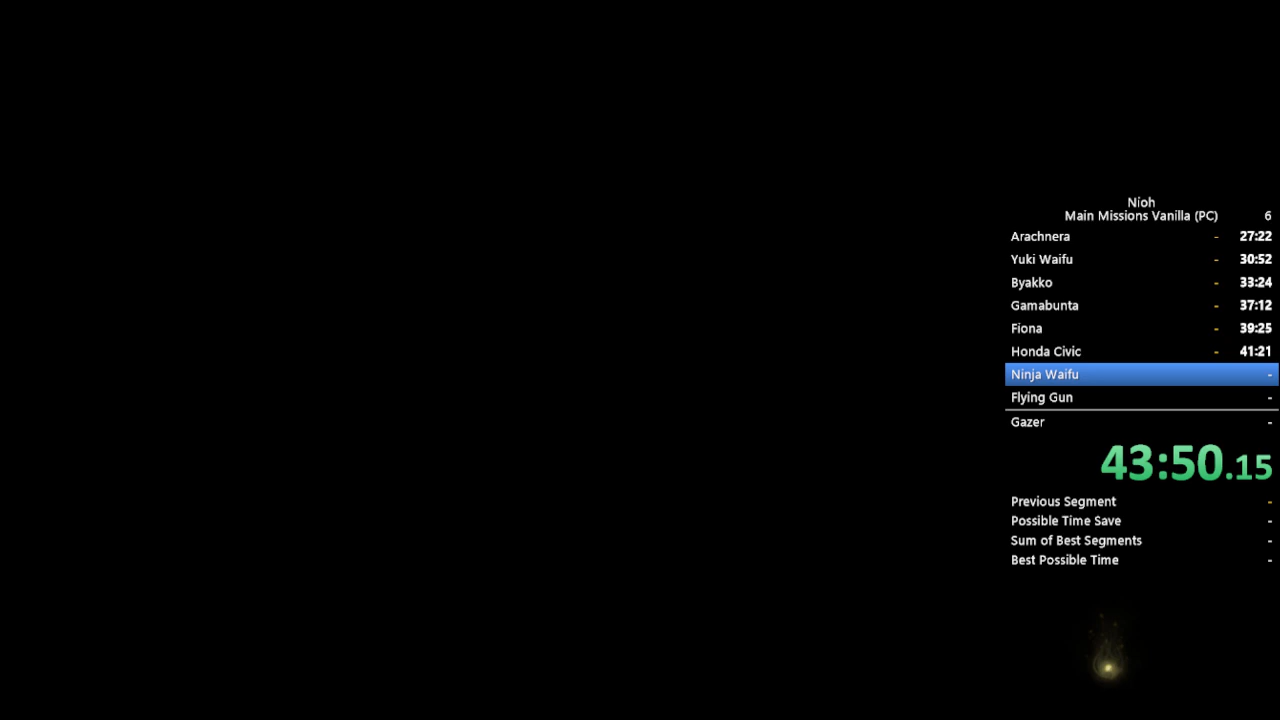 Nioh
Main Missions Vanilla (PC) 6
Arachnera - 27:22
Yuki Waifu - 30:52
Byakko - 33:24
Gamabunta - 37:12
Fiona - 39:25
Honda Civic - 41:21
Ninja Waifu -
Flying Gun -
Gazer -
43:50.15
Previous Segment -
Possible Time Save -
Sum of Best Segments -
Best Possible Time -